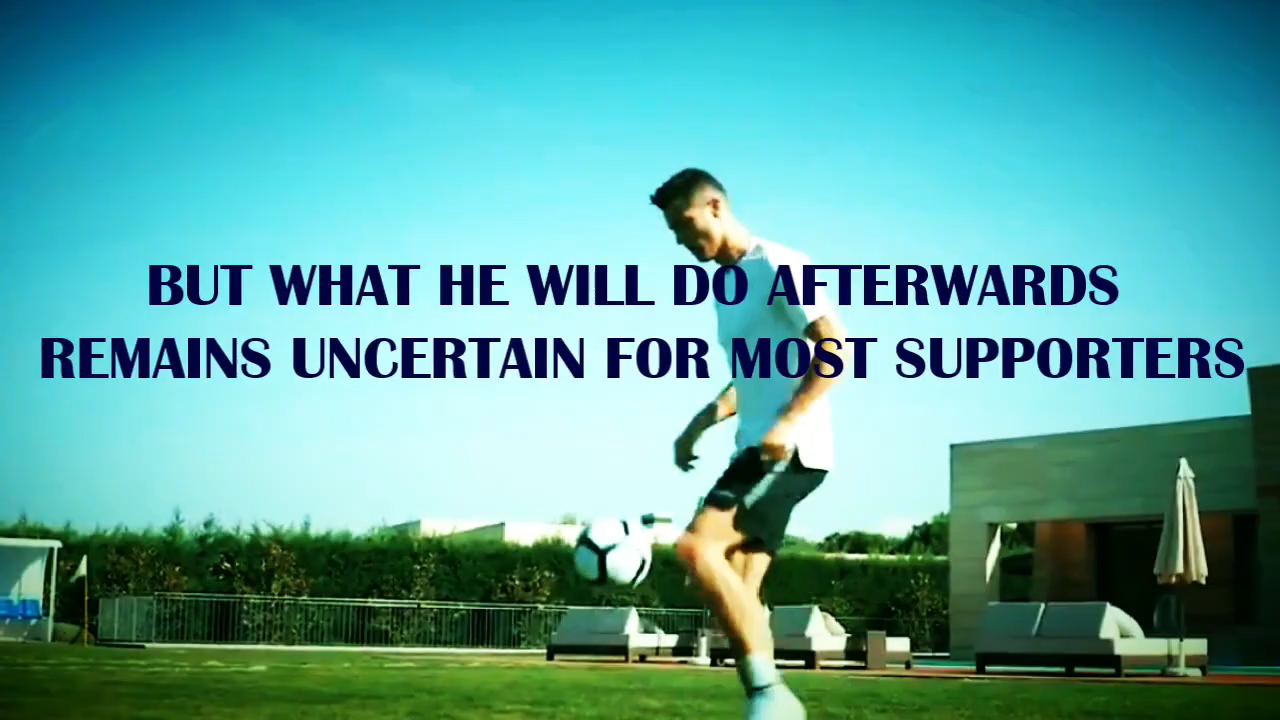 BUT WHAT HE WILL DO AFTERWARDS
REMAINS UNCERTAIN FOR MOST SUPPORTERS